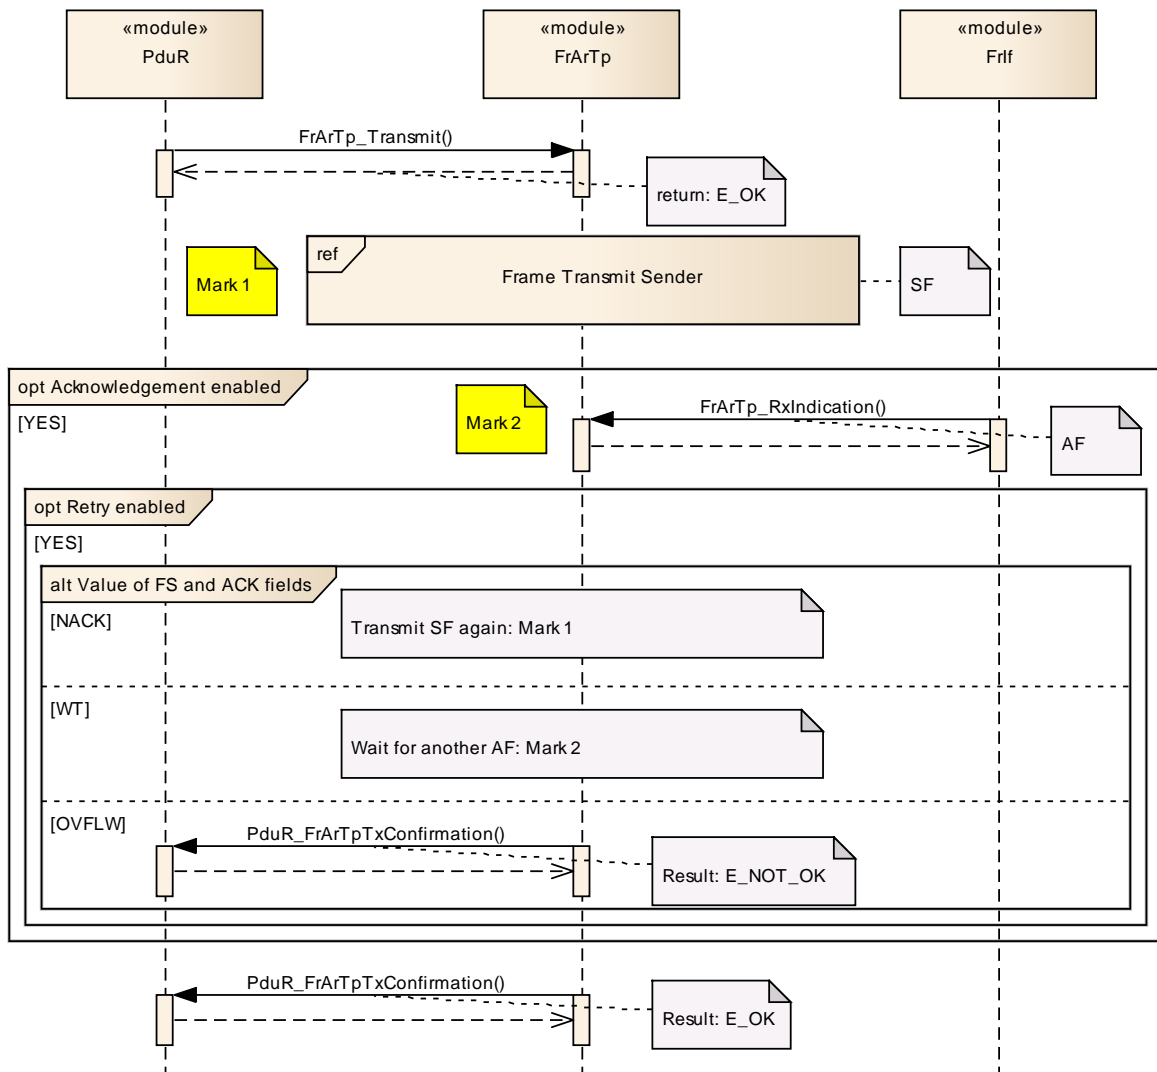 «module»
PduR
«module»
FrArTp
«module»
FrIf
FrArTp_Transmit()
return: E_OK
ref
Frame Transmit Sender
Mark 1
SF
opt Acknowledgement enabled
[YES]
Mark 2
FrArTp_RxIndication()
AF
opt Retry enabled
[YES]
alt Value of FS and ACK fields
[NACK]
Transmit SF again: Mark 1
[WT]
Wait for another AF: Mark 2
[OVFLW]
PduR_FrArTpTxConfirmation()
Result: E_NOT_OK
PduR_FrArTpTxConfirmation()
Result: E_OK